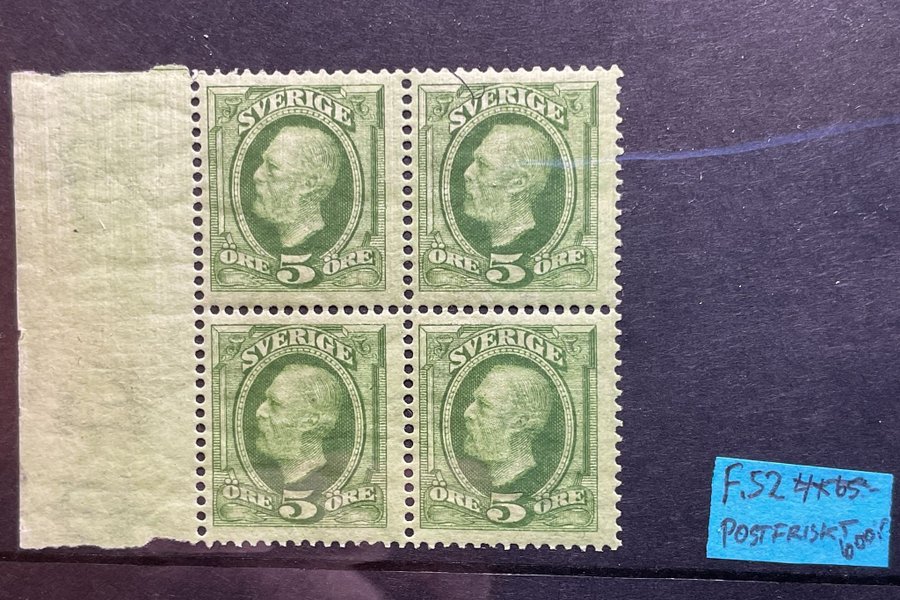 SVERIGE SVERIGE
ÖRE 5 ÖRE ÖRE 5 ÖRE
SVERIGE SVERIGE
ÖRE 5 ÖRE ÖRE 5 ÖRE
F.52 4x65-
POSTFRISKT